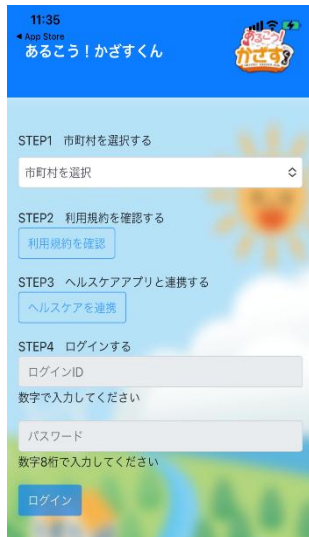 11:35
App Store
あるこう！かざすくん
あるこう!
かざす
STEP1 市町村を選択する
市町村を選択
STEP2 利用規約を確認する
利用規約を確認
STEP3 ヘルスケアアプリと連携する
ヘルスケアを連携
STEP4 ログインする
ログインID
数字で入力してください
パスワード
数字8桁で入力してください
ログイン